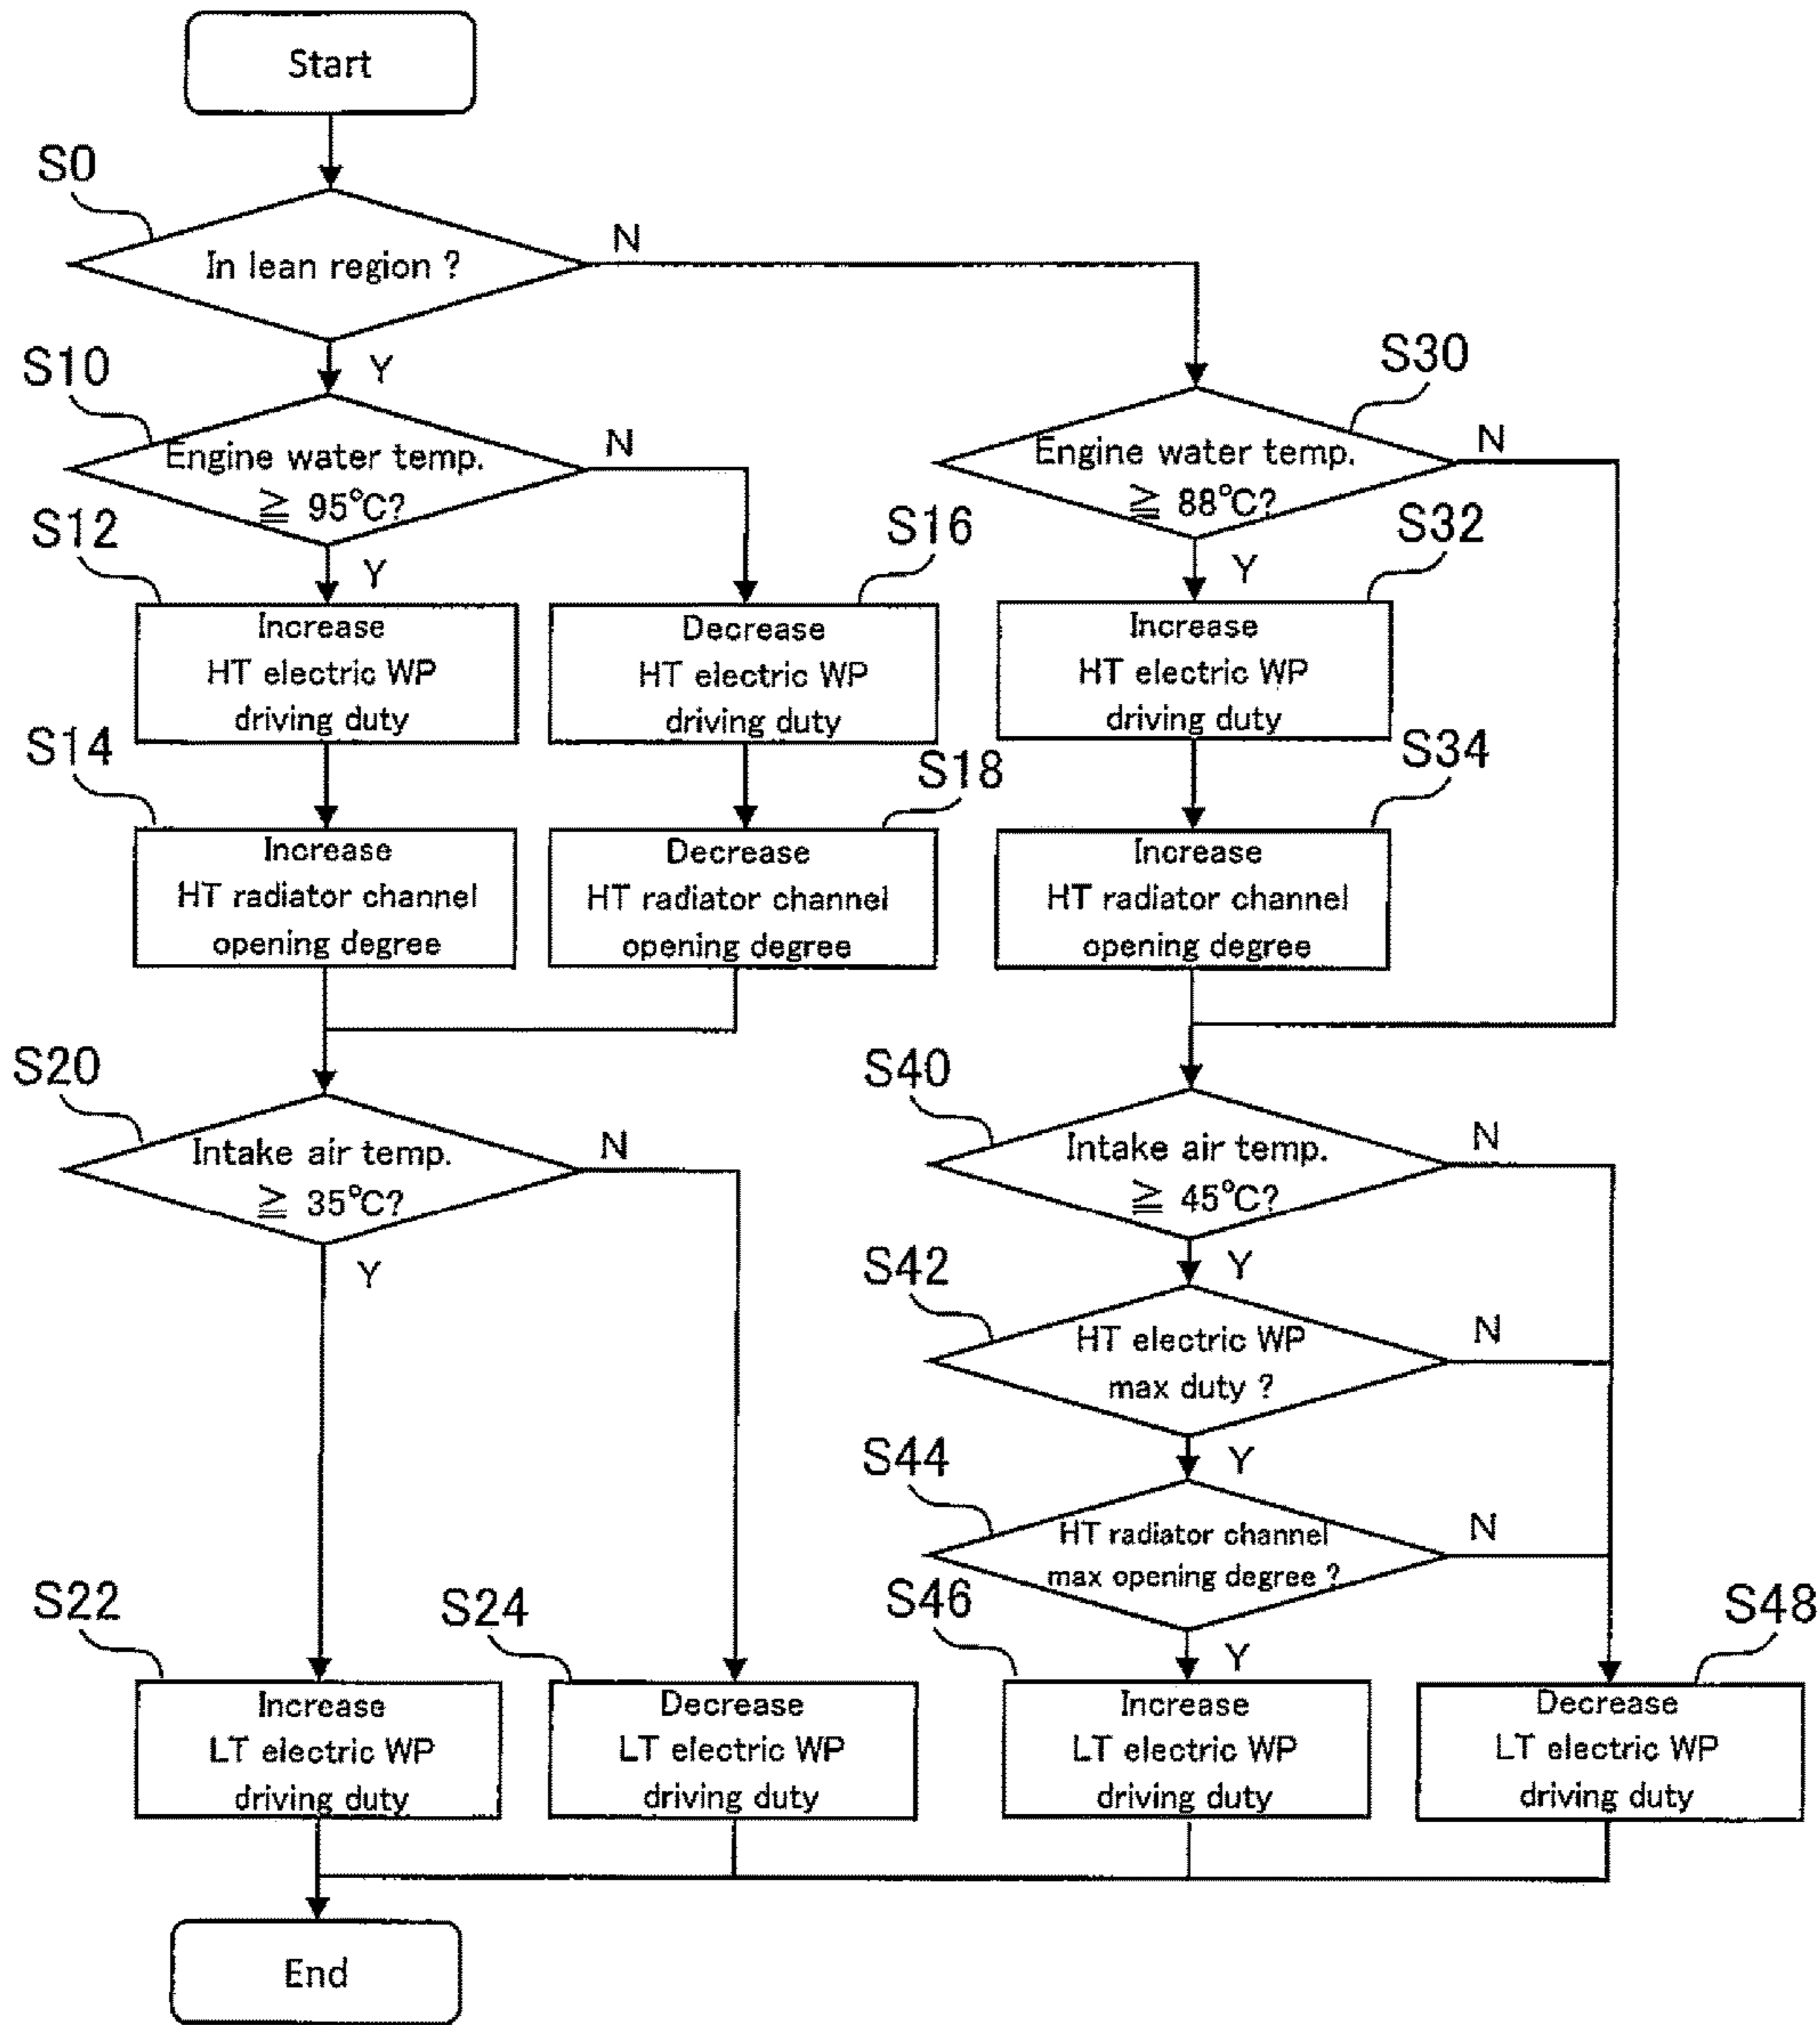 Start
S0
In lean region ?
N
Y
S10
Engine water temp.
≧ 95°C?
N
Y
S30
Engine water temp.
≧ 88°C?
N
Y
S12
Increase
HT electric WP
driving duty
S16
Decrease
HT electric WP
driving duty
S32
Increase
HT electric WP
driving duty
S14
Increase
HT radiator channel
opening degree
S18
Decrease
HT radiator channel
opening degree
S34
Increase
HT radiator channel
opening degree
S20
Intake air temp.
≧ 35°C?
N
Y
S40
Intake air temp.
≧ 45°C?
N
Y
S42
HT electric WP
max duty ?
N
Y
S44
HT radiator channel
max opening degree ?
N
Y
S22
Increase
LT electric WP
driving duty
S24
Decrease
LT electric WP
driving duty
S46
Increase
LT electric WP
driving duty
S48
Decrease
LT electric WP
driving duty
End